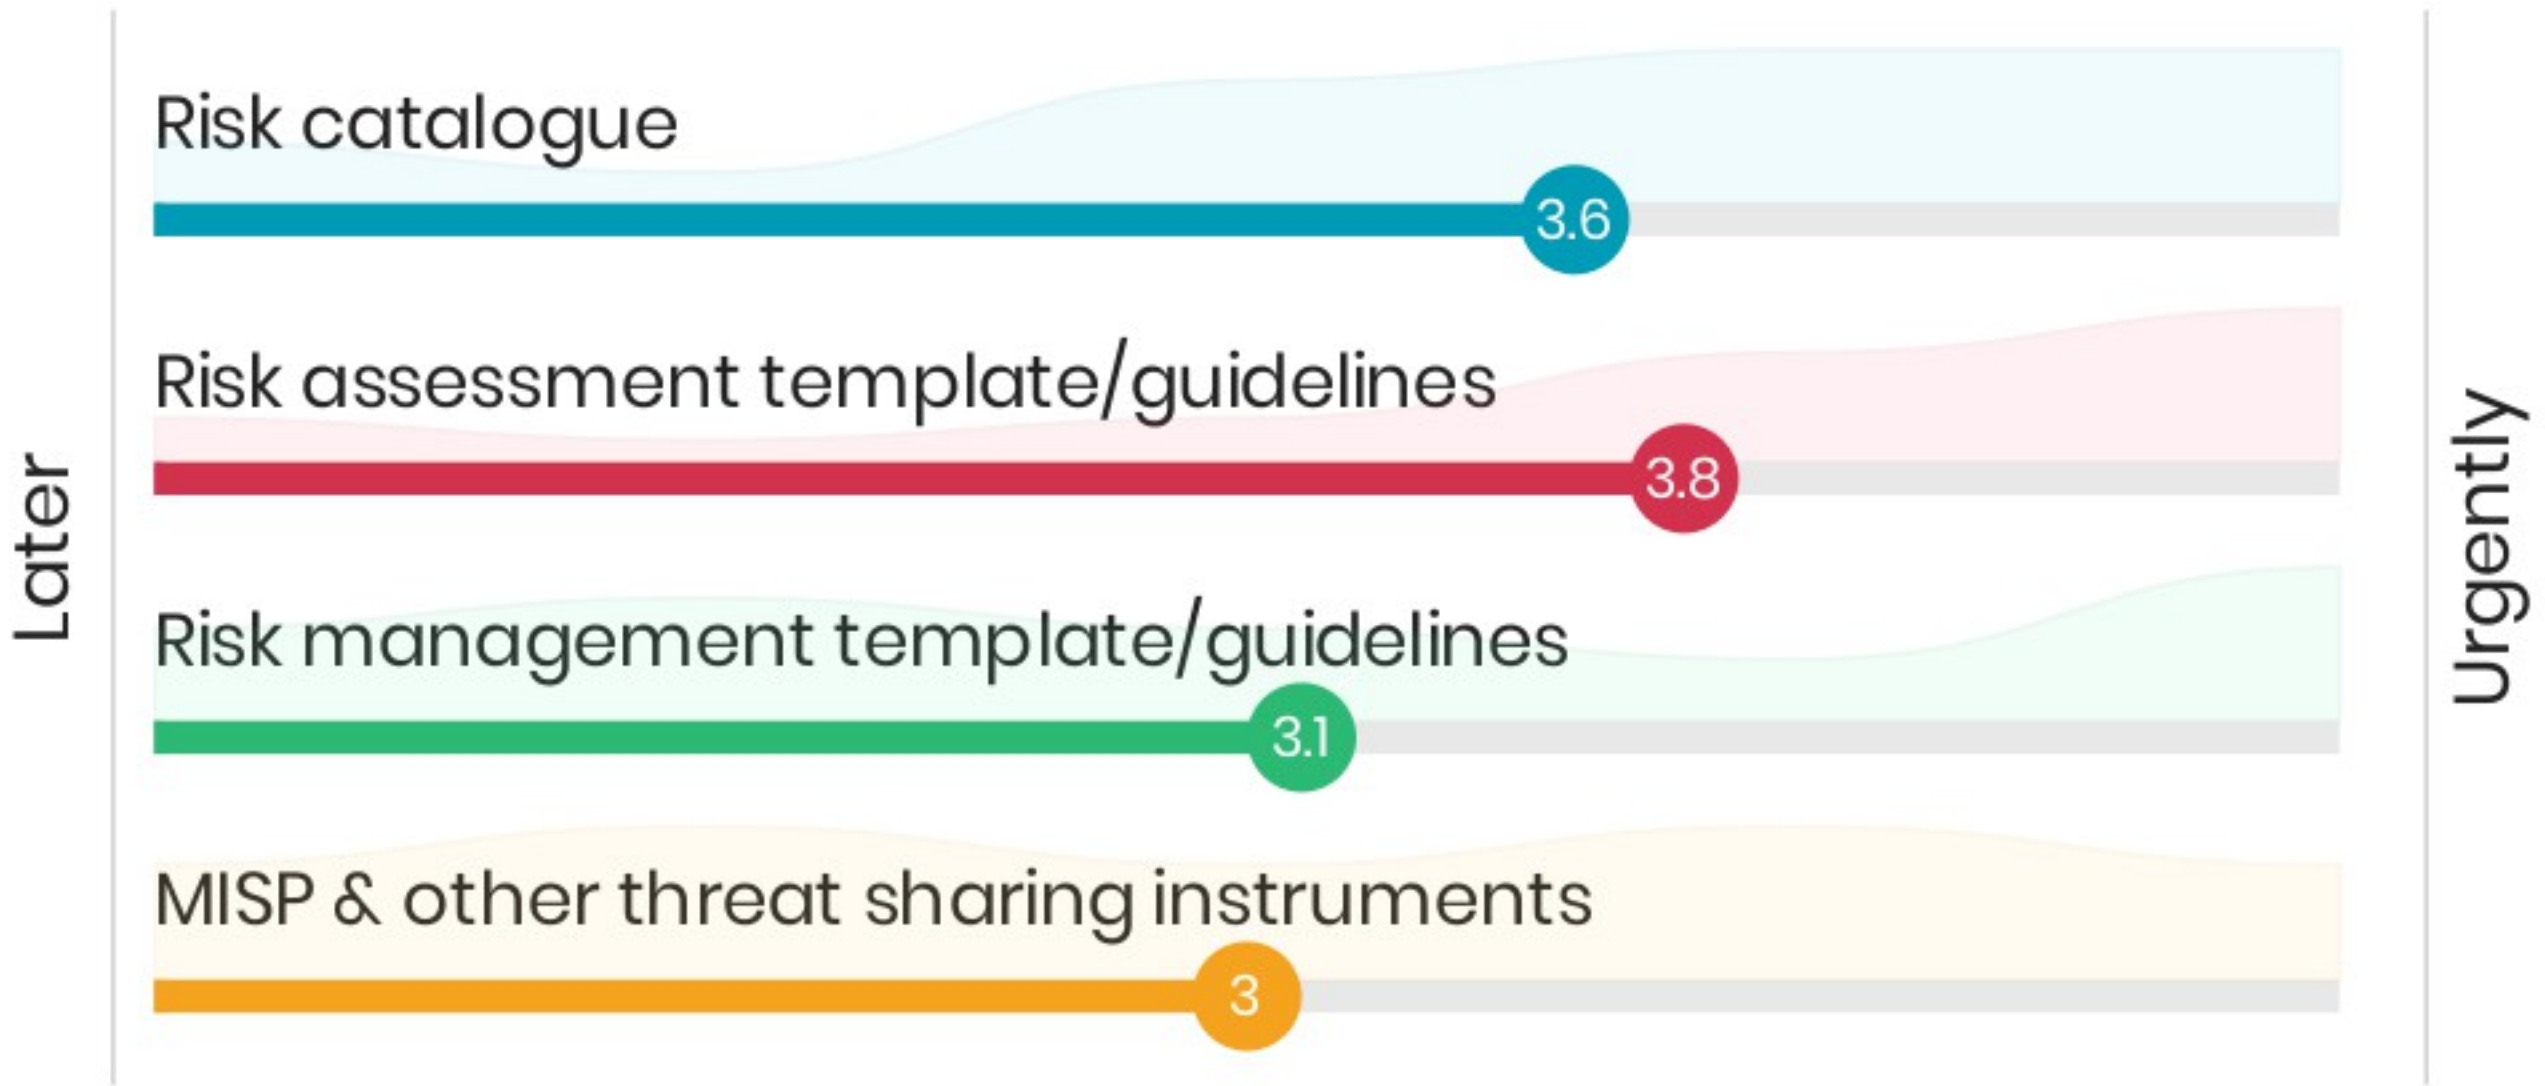 Risk catalogue
3.6
Risk assessment template/guidelines
3.8
Risk management template/guidelines
3.1
MISP & other threat sharing instruments
3
Later
Urgently